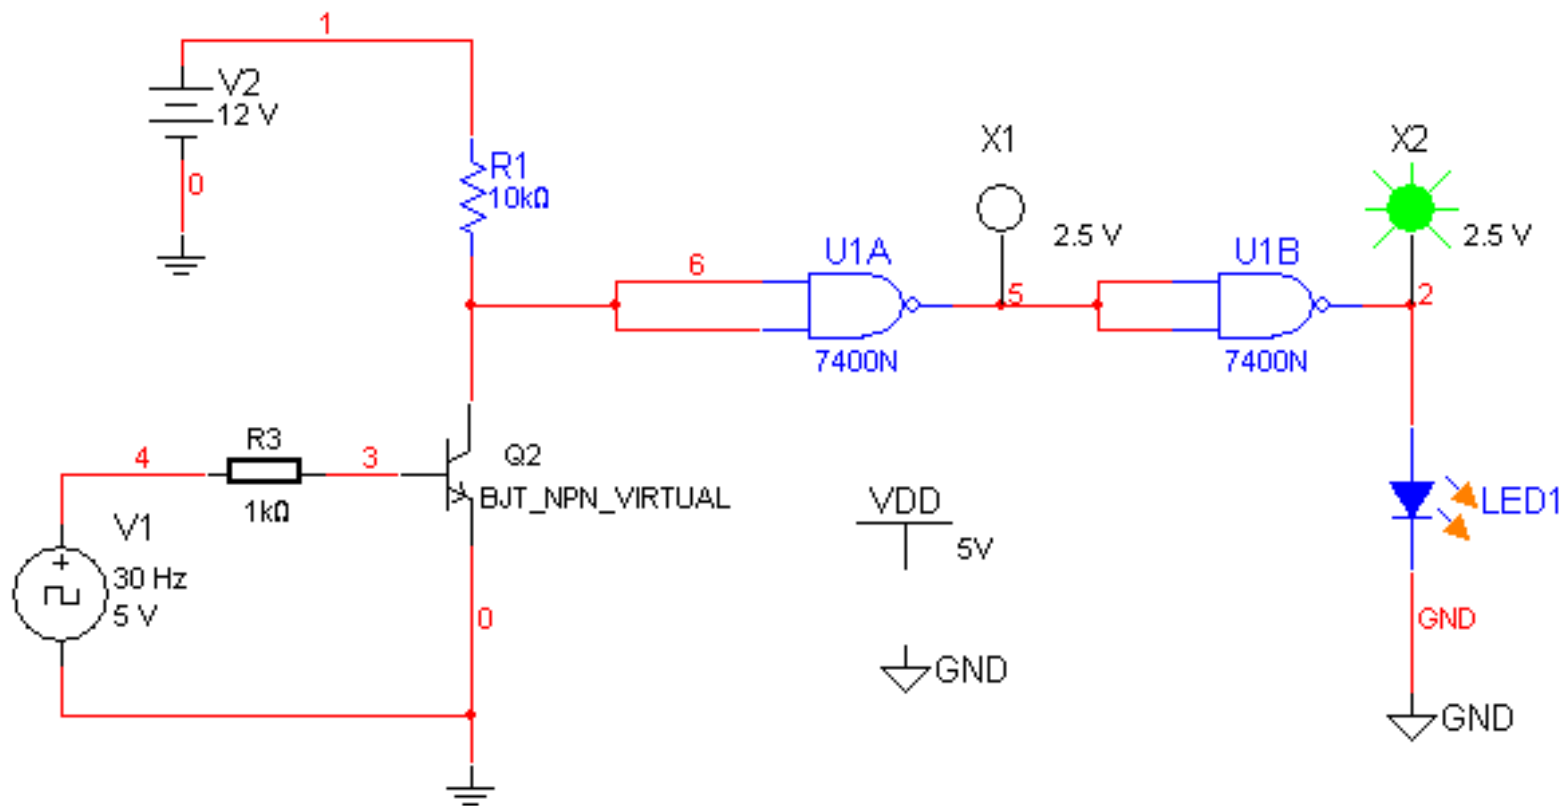 1
V2
12 V
0
R1
10kΩ
X1
2.5 V
X2
2.5 V
6
U1A
7400N
5
U1B
7400N
2
4
R3
1kΩ
3
Q2
BJT_NPN_VIRTUAL
V1
30 Hz
5 V
0
VDD
5V
GND
LED1
GND
GND